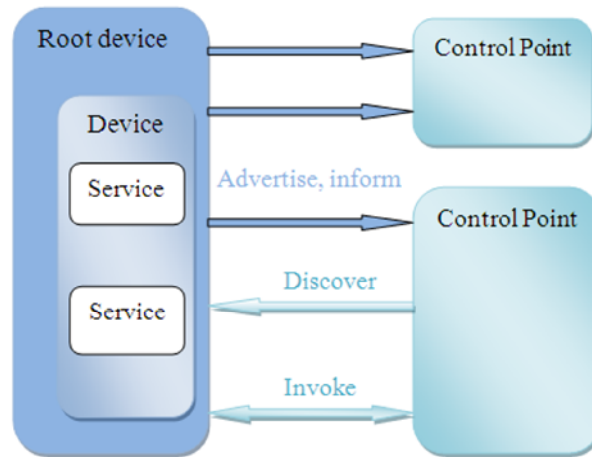 Root device
Control Point
Device
Service
Advertise, inform
Control Point
Discover
Service
Invoke